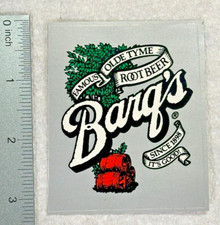 0 inch
1
2
3
FAMOUS
OLDE TYME
ROOT BEER
Barq's
®
SINCE 1898
IT'S GOOD